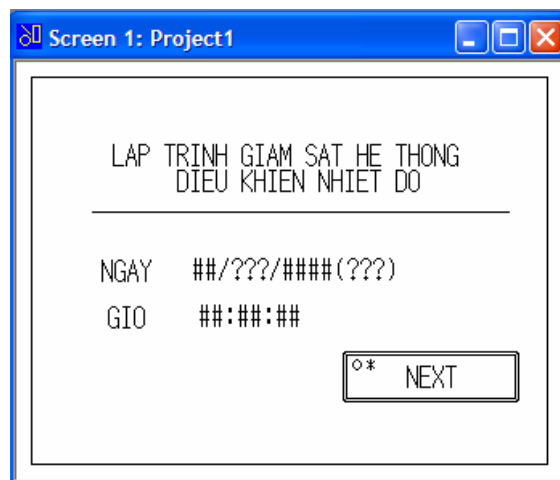 Screen 1: Project1
LAP TRINH GIAM SAT HE THONG
DIEU KHIEN NHIET DO
NGAY ##/???/####(???)
GIO ##:##:##
o* NEXT